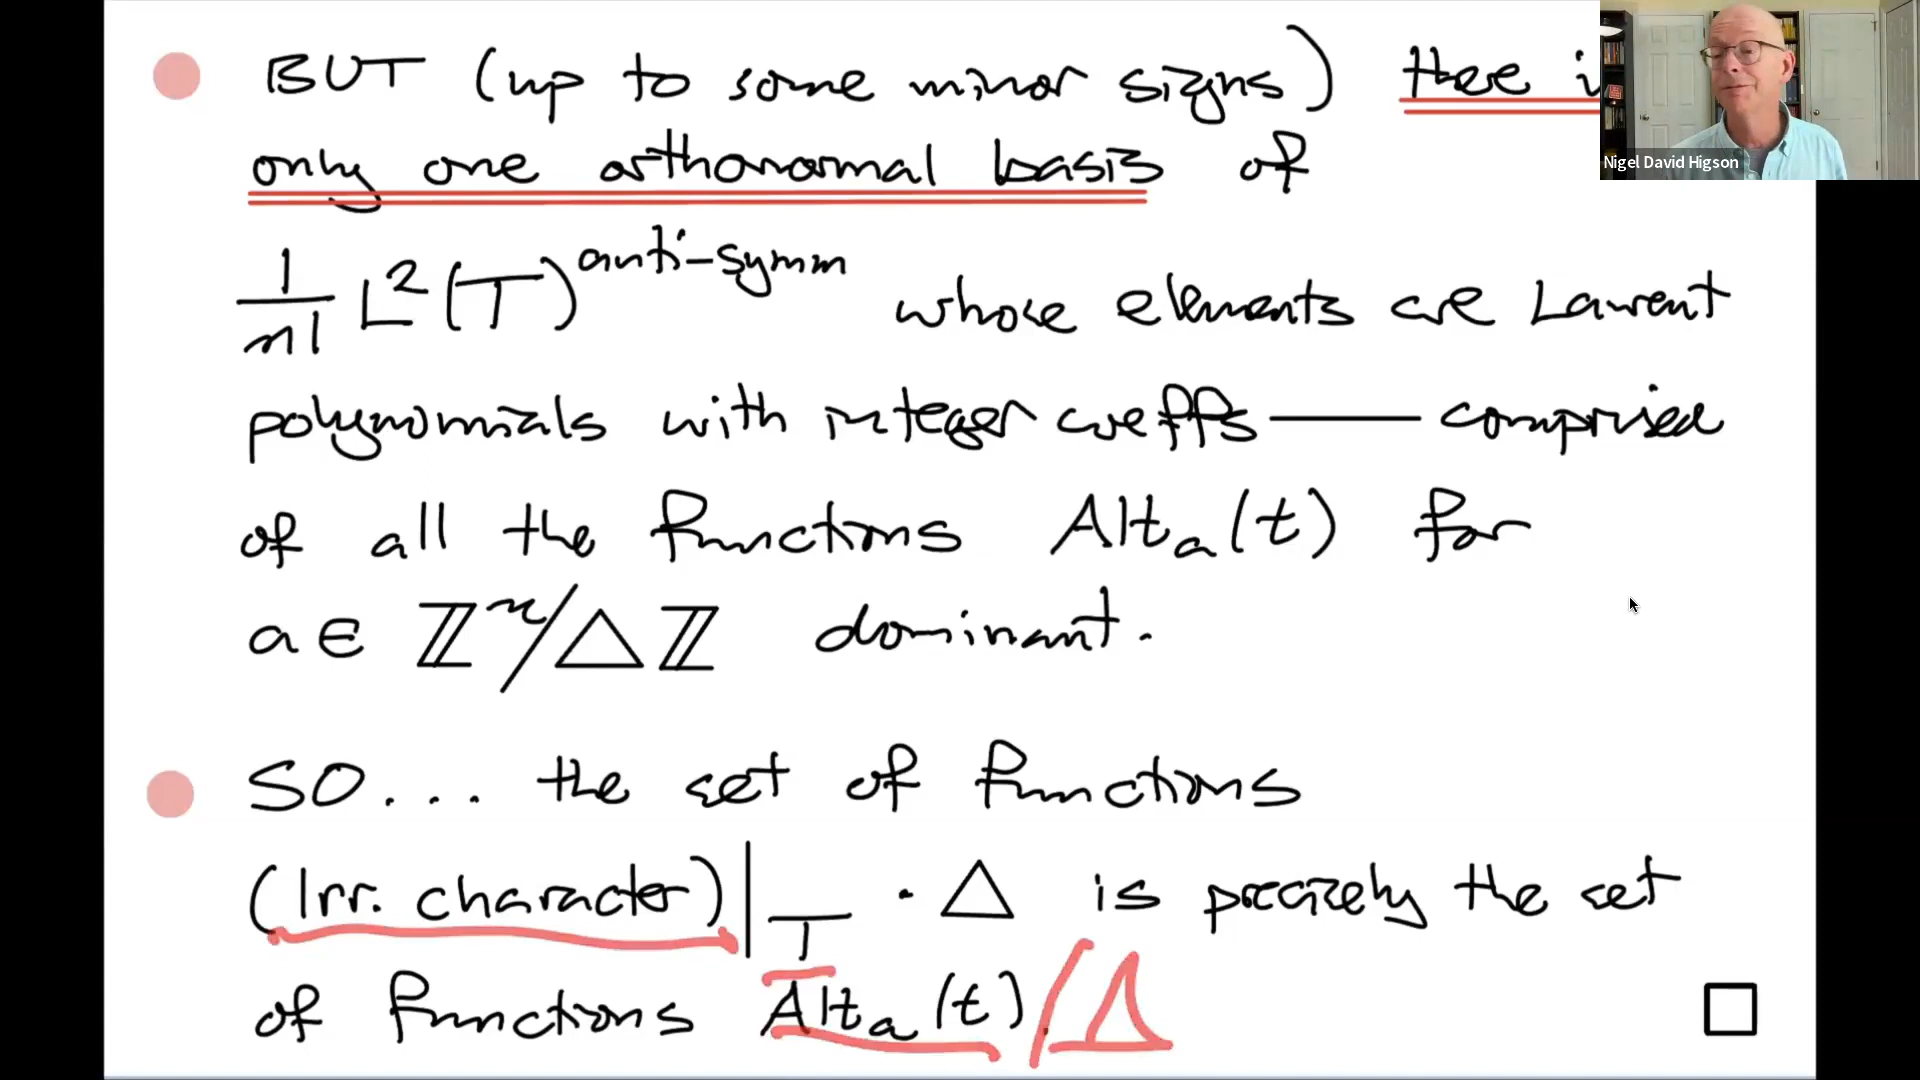 BUT (up to some minor signs) there i
only one orthonormal basis of
1/n! L²(T)^anti-symm whose elements are Laurent
polynomials with integer coeffs — comprised
of all the functions Alt_a(t) for
a ∈ ℤⁿ/△ℤ dominant.
SO... the set of functions
(Irr. character)|_T · △ is precisely the set
of functions Alt_a(t). /Δ
□
Nigel David Higson